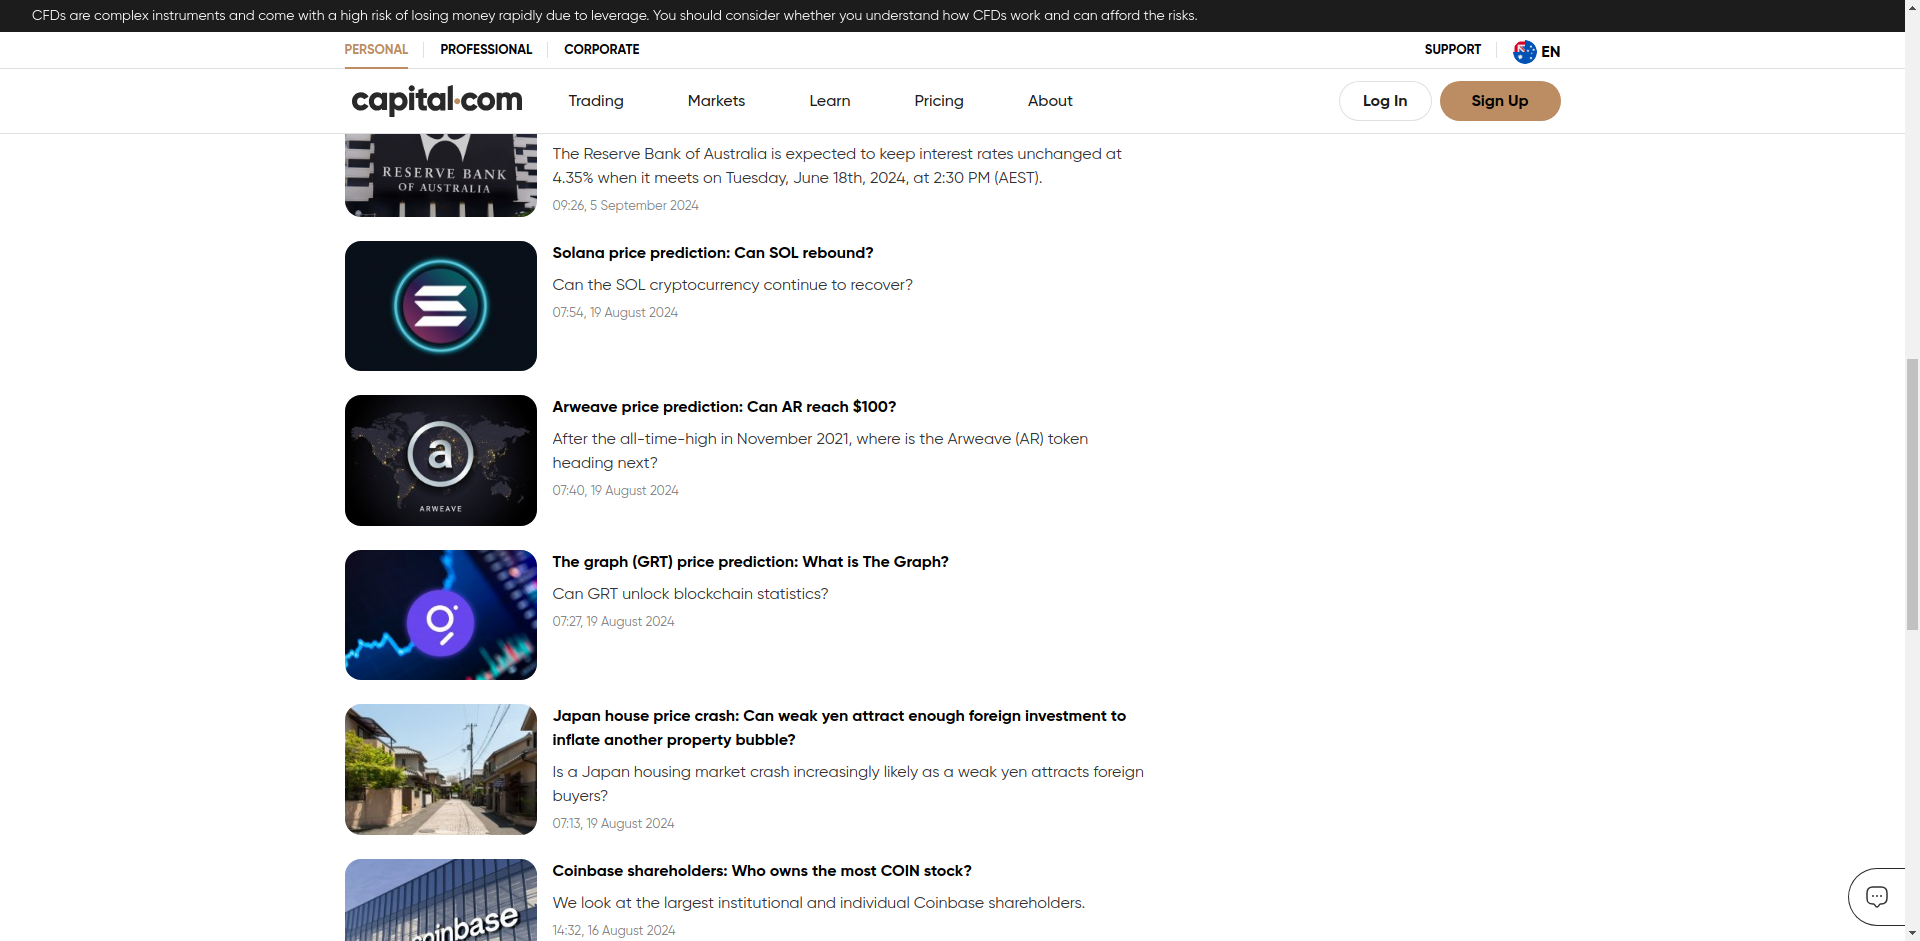 CFDs are complex instruments and come with a high risk of losing money rapidly due to leverage. You should consider whether you understand how CFDs work and can afford the risks.
PERSONAL
PROFESSIONAL
CORPORATE
SUPPORT
EN
capital.com
Trading
Markets
Learn
Pricing
About
Log In
Sign Up
RESERVE BANK
OF AUSTRALIA
The Reserve Bank of Australia is expected to keep interest rates unchanged at
4.35% when it meets on Tuesday, June 18th, 2024, at 2:30 PM (AEST).
09:26, 5 September 2024
Solana price prediction: Can SOL rebound?
Can the SOL cryptocurrency continue to recover?
07:54, 19 August 2024
a
ARWEAVE
Arweave price prediction: Can AR reach $100?
After the all-time-high in November 2021, where is the Arweave (AR) token
heading next?
07:40, 19 August 2024
The graph (GRT) price prediction: What is The Graph?
Can GRT unlock blockchain statistics?
07:27, 19 August 2024
Japan house price crash: Can weak yen attract enough foreign investment to
inflate another property bubble?
Is a Japan housing market crash increasingly likely as a weak yen attracts foreign
buyers?
07:13, 19 August 2024
coinbase
Coinbase shareholders: Who owns the most COIN stock?
We look at the largest institutional and individual Coinbase shareholders.
14:32, 16 August 2024